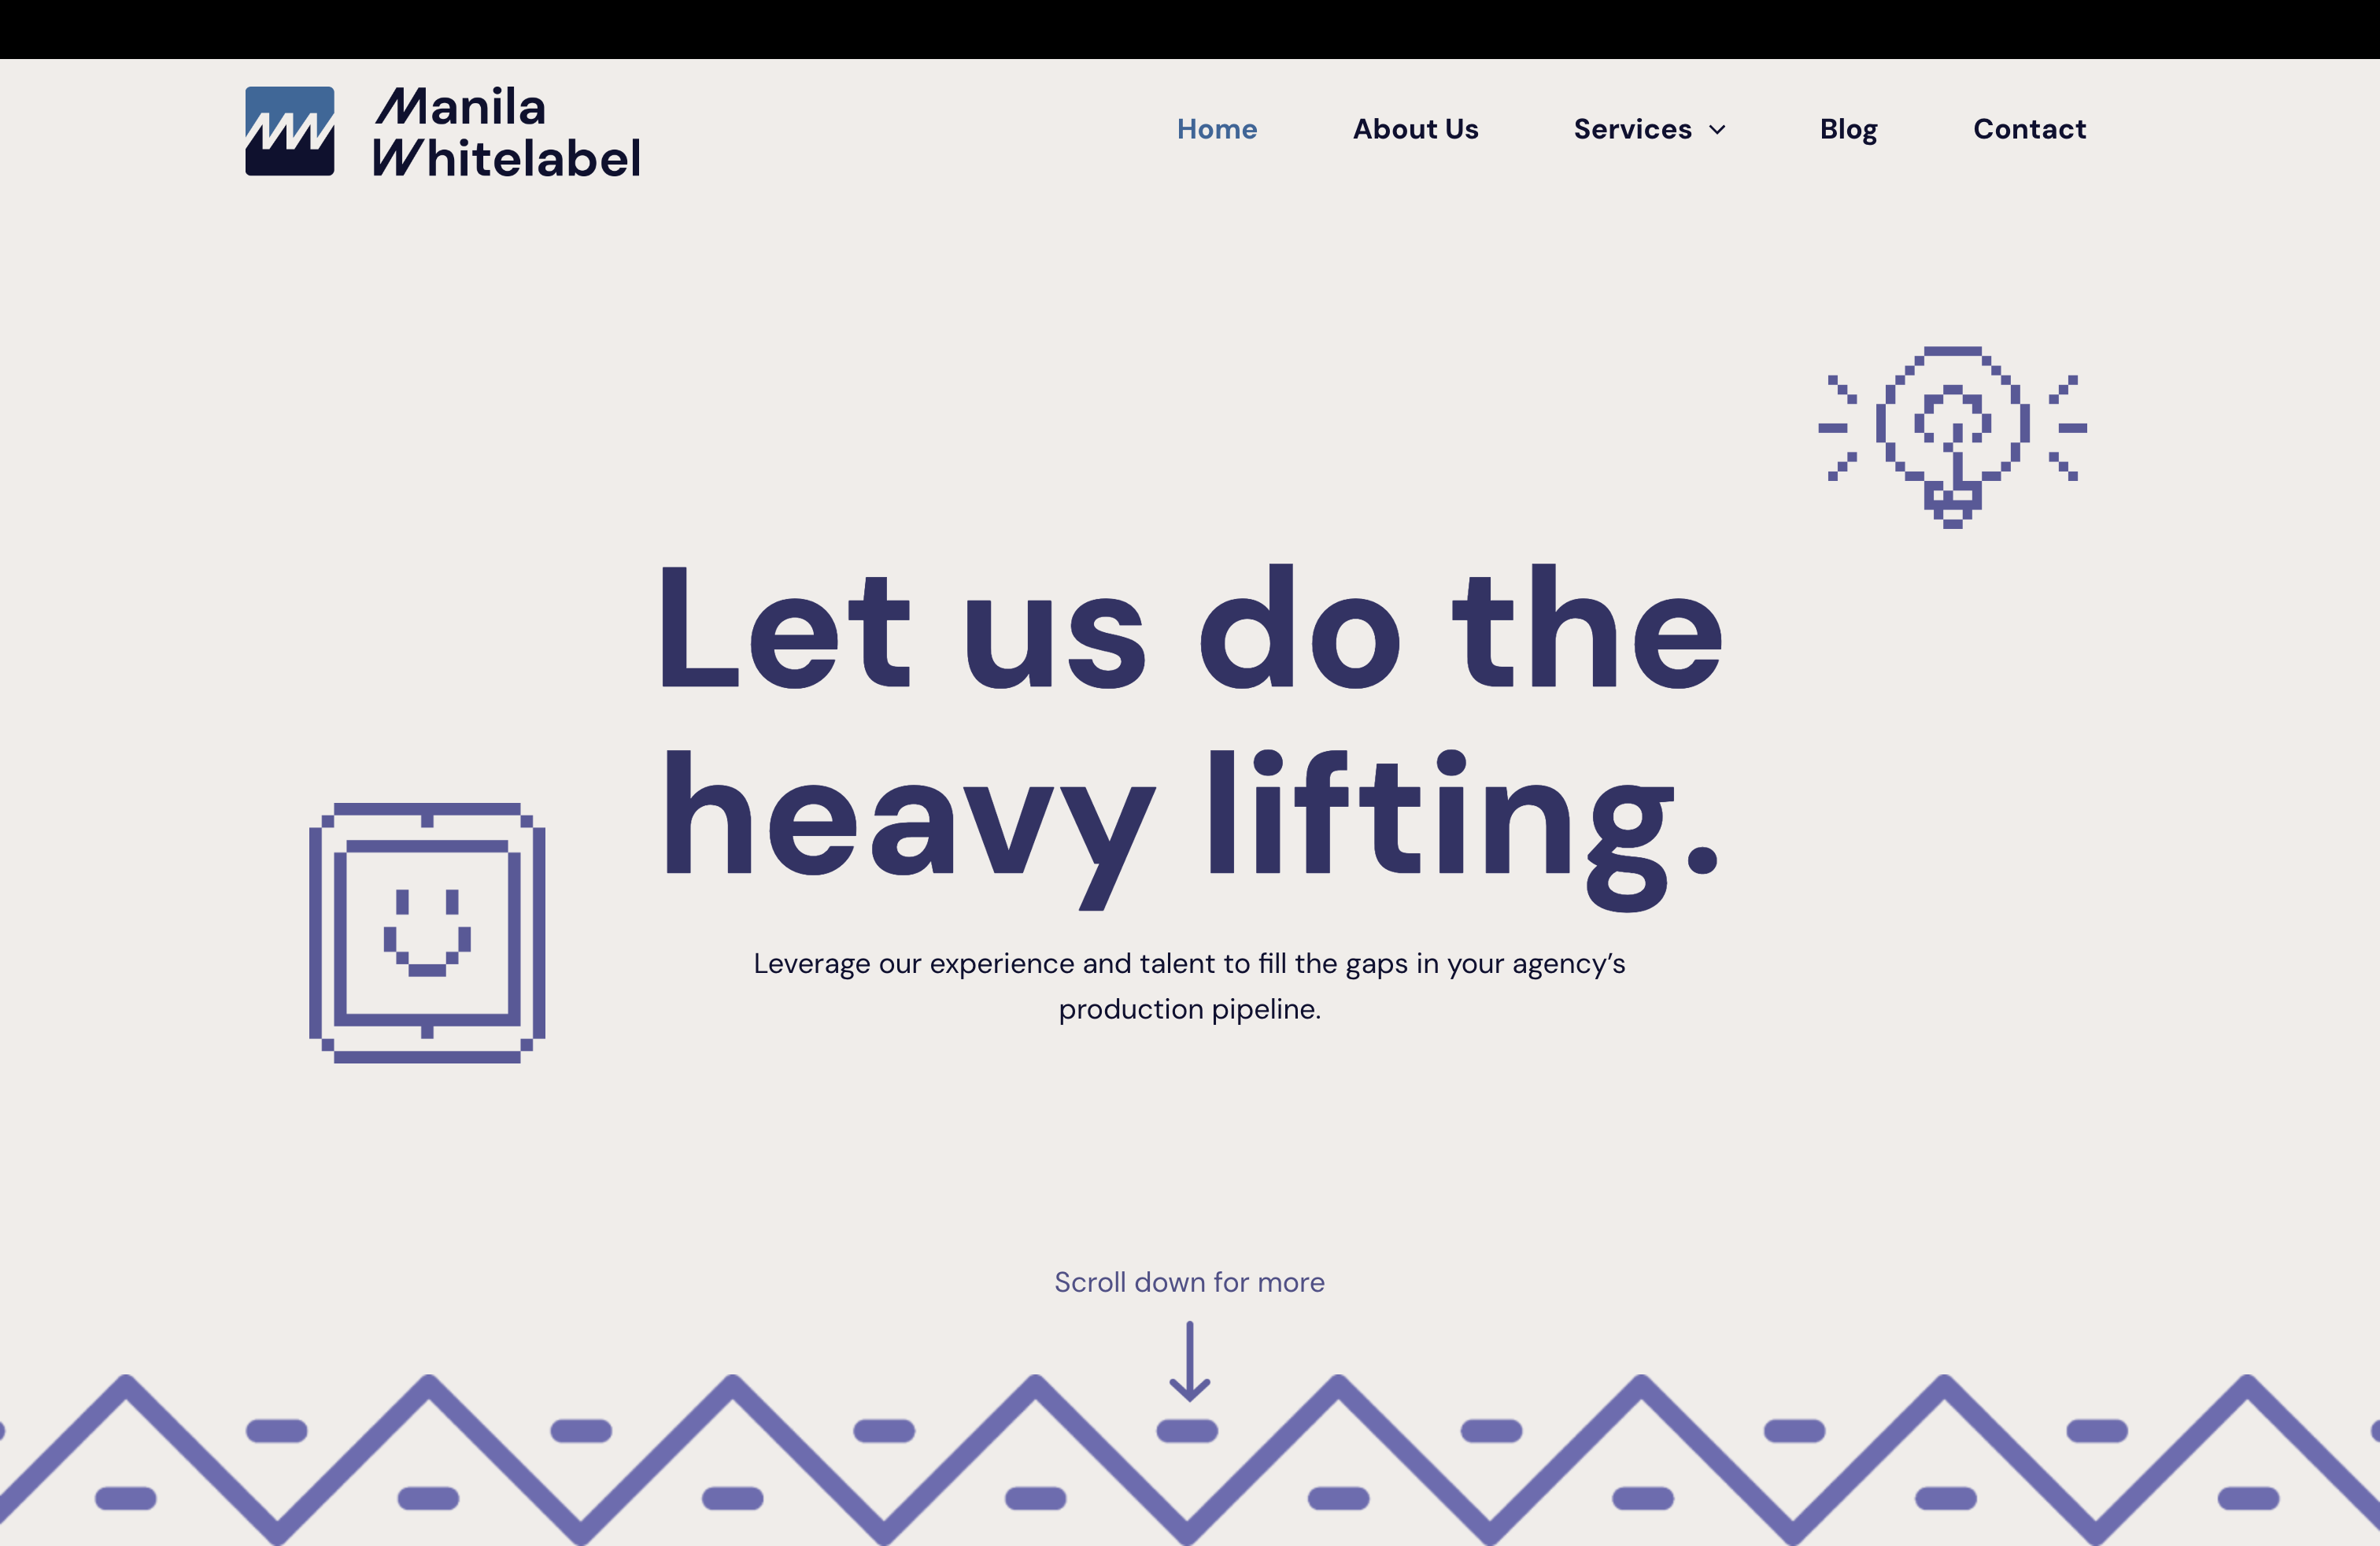 Manila
Whitelabel
Home
About Us
Services
Blog
Contact
Let us do the
heavy lifting.
Leverage our experience and talent to fill the gaps in your agency’s
production pipeline.
Scroll down for more